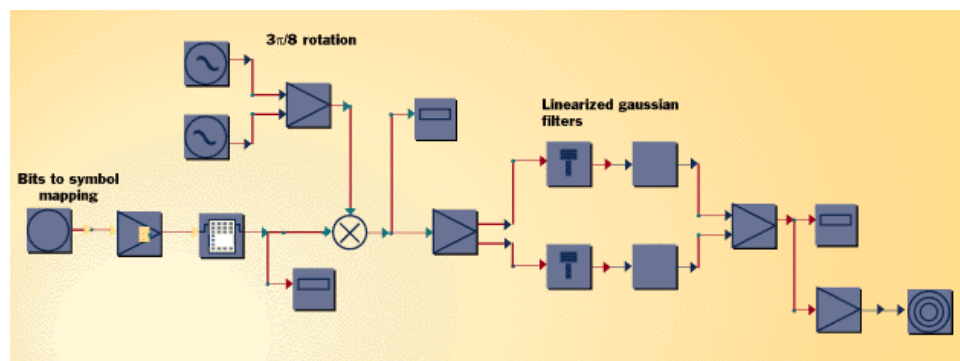 3π/8 rotation
Linearized gaussian
filters
Bits to symbol
mapping